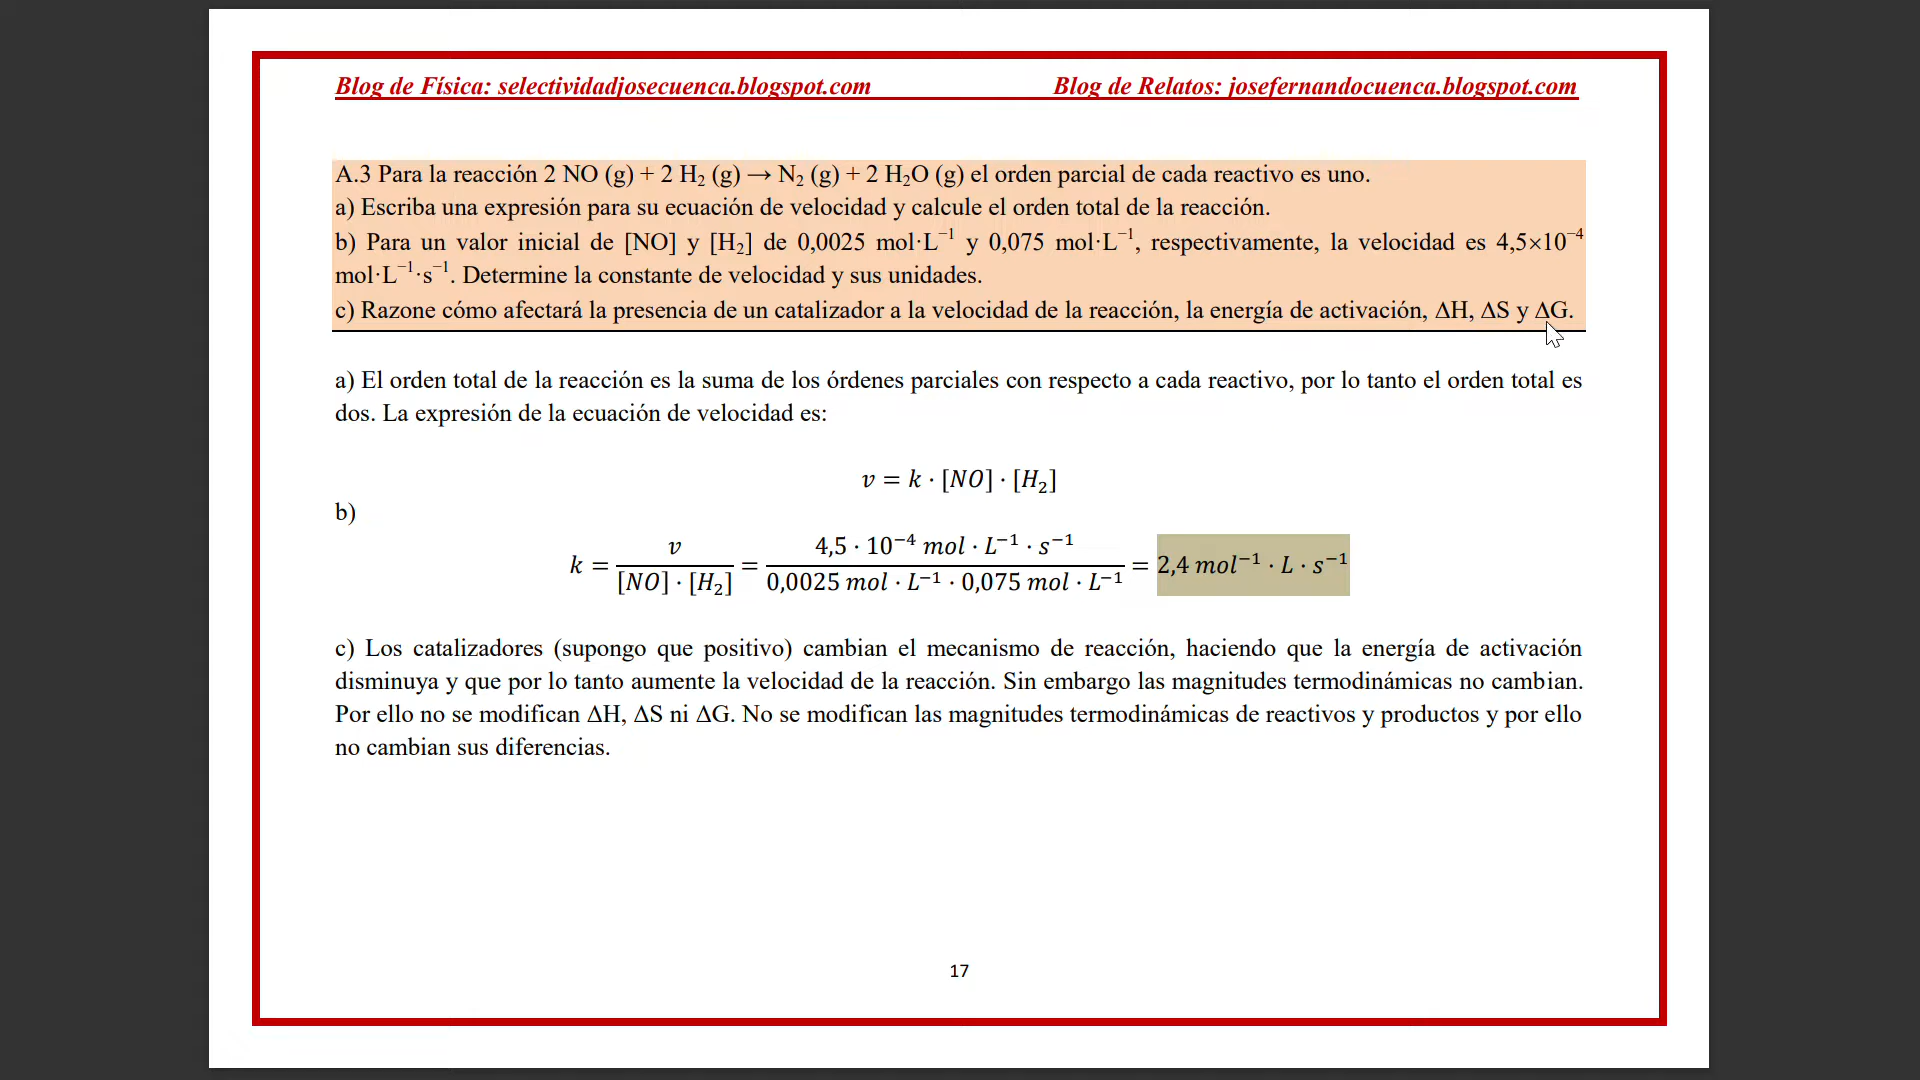 Blog de Física: selectividadjosecuenca.blogspot.com Blog de Relatos: josefernandocuenca.blogspot.com
A.3 Para la reacción 2 NO (g) + 2 H₂ (g) → N₂ (g) + 2 H₂O (g) el orden parcial de cada reactivo es uno.
a) Escriba una expresión para su ecuación de velocidad y calcule el orden total de la reacción.
b) Para un valor inicial de [NO] y [H₂] de 0,0025 mol·L⁻¹ y 0,075 mol·L⁻¹, respectivamente, la velocidad es 4,5×10⁻⁴
mol·L⁻¹·s⁻¹. Determine la constante de velocidad y sus unidades.
c) Razone cómo afectará la presencia de un catalizador a la velocidad de la reacción, la energía de activación, ΔH, ΔS y ΔG.
a) El orden total de la reacción es la suma de los órdenes parciales con respecto a cada reactivo, por lo tanto el orden total es
dos. La expresión de la ecuación de velocidad es:
v = k · [NO] · [H₂]
b)
k = v / [NO] · [H₂] = 4,5 · 10⁻⁴ mol · L⁻¹ · s⁻¹ / 0,0025 mol · L⁻¹ · 0,075 mol · L⁻¹ = 2,4 mol⁻¹ · L · s⁻¹
c) Los catalizadores (supongo que positivo) cambian el mecanismo de reacción, haciendo que la energía de activación
disminuya y que por lo tanto aumente la velocidad de la reacción. Sin embargo las magnitudes termodinámicas no cambian.
Por ello no se modifican ΔH, ΔS ni ΔG. No se modifican las magnitudes termodinámicas de reactivos y productos y por ello
no cambian sus diferencias.
17